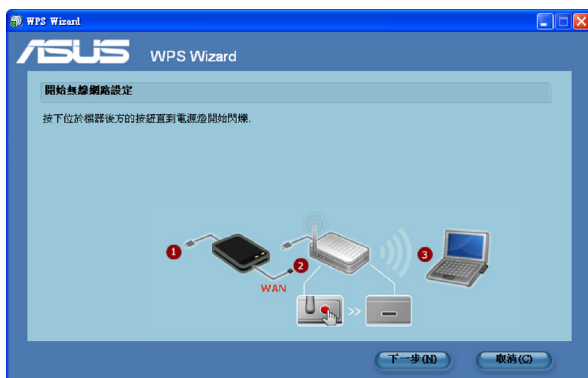 WPS Wizard
ASUS WPS Wizard
開始無線網路設定
按下位於機器後方的按鈕直到電源燈開始閃爍.
1
2
3
WAN
>>
下一步(N)
取消(C)